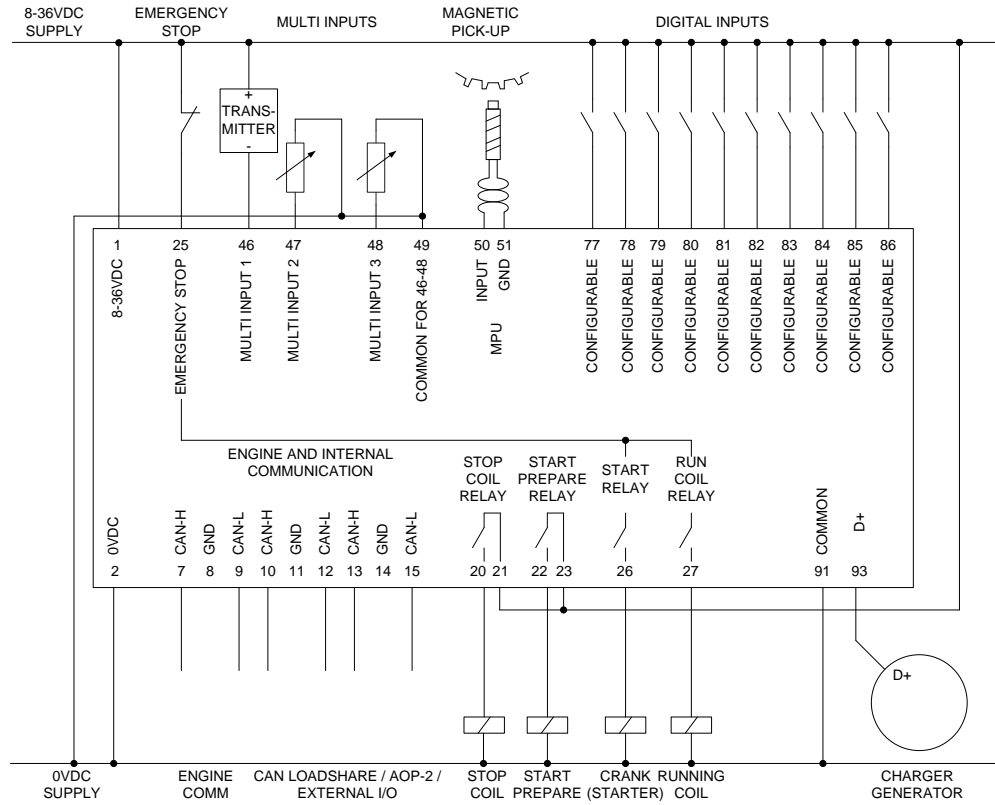 8-36VDC
SUPPLY
EMERGENCY
STOP
MULTI INPUTS
MAGNETIC
PICK-UP
DIGITAL INPUTS
+
TRANS-
MITTER
-
1 25 46 47 48 49 50 51 77 78 79 80 81 82 83 84 85 86
8-36VDC
EMERGENCY STOP
MULTI INPUT 1
MULTI INPUT 2
MULTI INPUT 3
COMMON FOR 46-48
INPUT
GND
MPU
CONFIGURABLE
CONFIGURABLE
CONFIGURABLE
CONFIGURABLE
CONFIGURABLE
CONFIGURABLE
CONFIGURABLE
CONFIGURABLE
CONFIGURABLE
CONFIGURABLE
ENGINE AND INTERNAL
COMMUNICATION
STOP
COIL
RELAY
START
PREPARE
RELAY
START
RELAY
RUN
COIL
RELAY
0VDC
CAN-H
GND
CAN-L
CAN-H
GND
CAN-L
CAN-H
GND
CAN-L
COMMON
D+
2 7 8 9 10 11 12 13 14 15 20 21 22 23 26 27 91 93
D+
0VDC
SUPPLY
ENGINE
COMM
CAN LOADSHARE / AOP-2 /
EXTERNAL I/O
STOP
COIL
START
PREPARE
CRANK
(STARTER)
RUNNING
COIL
CHARGER
GENERATOR